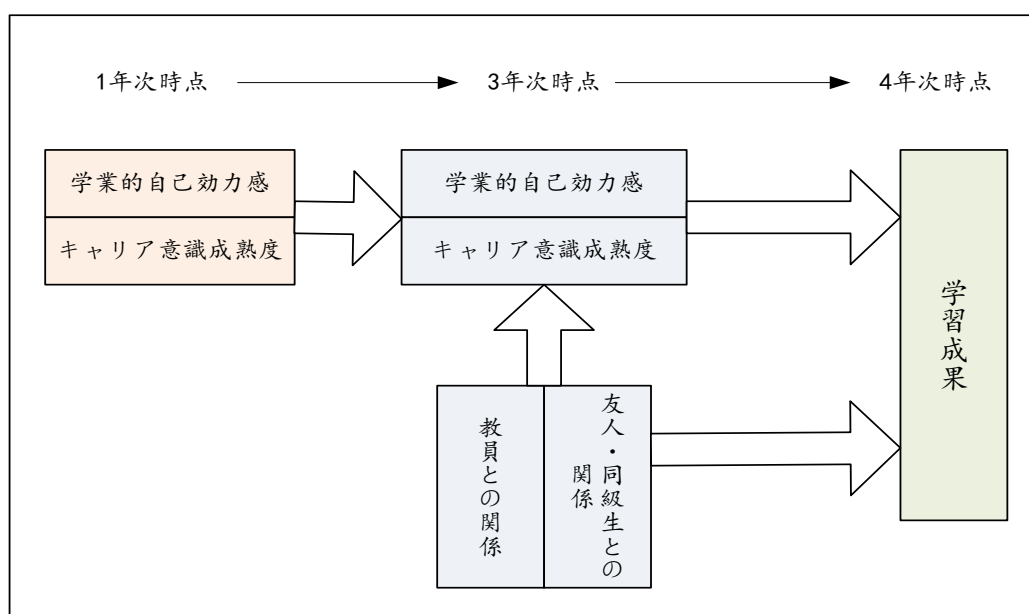 1年次時点
3年次時点
4年次時点
学業的自己効力感
キャリア意識成熟度
学業的自己効力感
キャリア意識成熟度
学習成果
教員との関係
友人・同級生との
関係